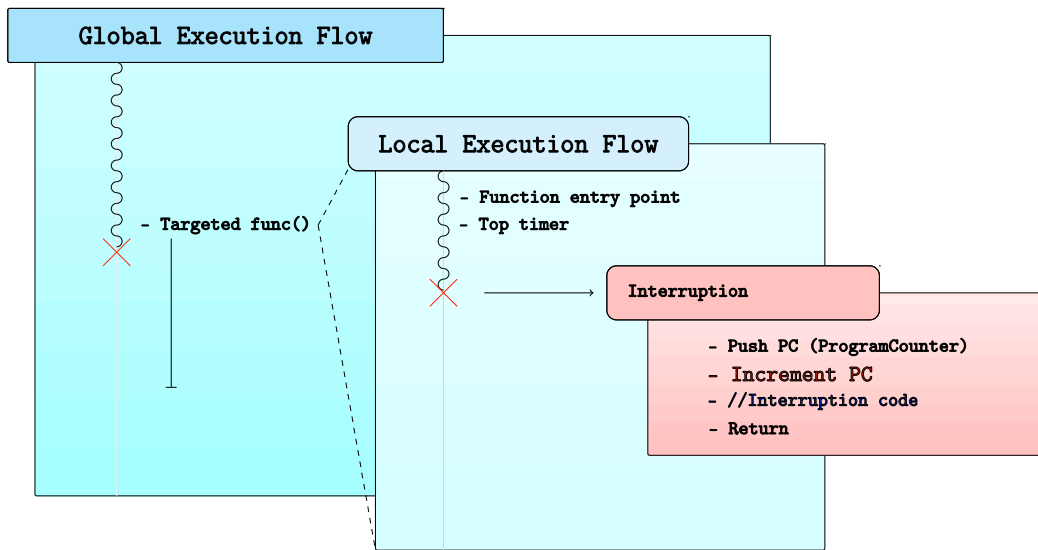 Global Execution Flow
Local Execution Flow
- Function entry point
- Targeted func()
- Top timer
Interruption
- Push PC (ProgramCounter)
- Increment PC
- //Interruption code
- Return